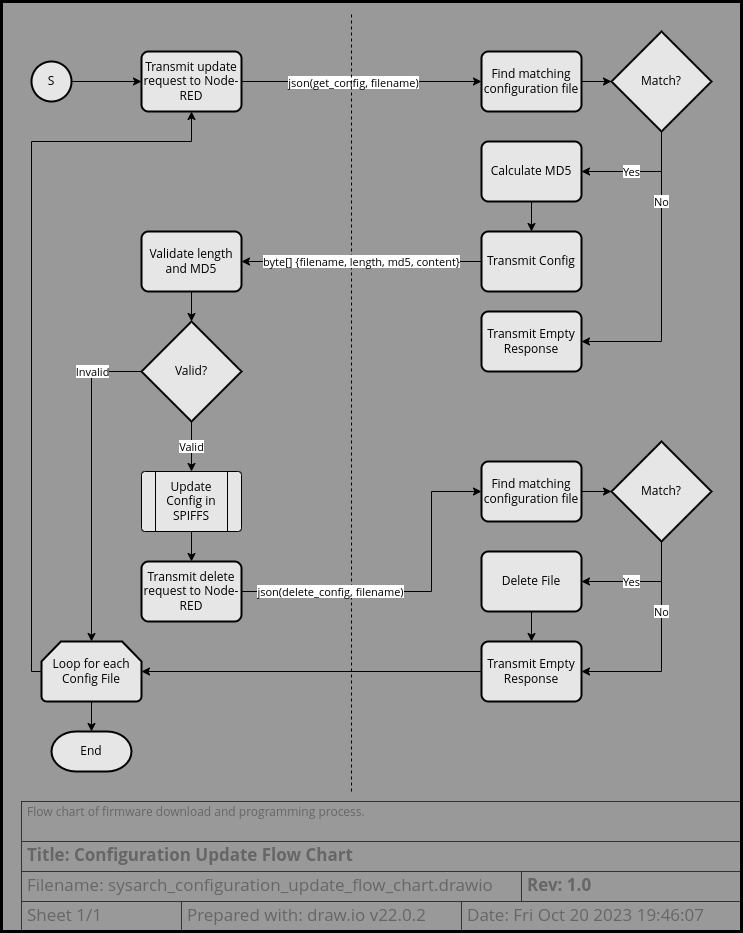 S
Transmit update
request to Node-
RED
json(get_config, filename)
Find matching
configuration file
Match?
Calculate MD5
Yes
No
Validate length
and MD5
byte[] {filename, length, md5, content}
Transmit Config
Transmit Empty
Response
Invalid
Valid?
Valid
Update
Config in
SPIFFS
Find matching
configuration file
Match?
Transmit delete
request to Node-
RED
json(delete_config, filename)
Delete File
Yes
No
Loop for each
Config File
Transmit Empty
Response
End
Flow chart of firmware download and programming process.
Title: Configuration Update Flow Chart
Filename: sysarch_configuration_update_flow_chart.drawio
Rev: 1.0
Sheet 1/1
Prepared with: draw.io v22.0.2
Date: Fri Oct 20 2023 19:46:07